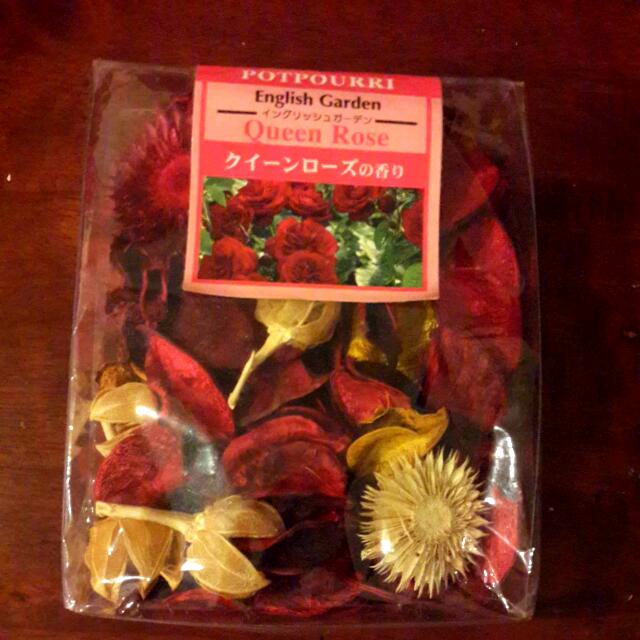 POTPOURRI
English Garden
イングリッシュガーデン
Queen Rose
クイーンローズの香り